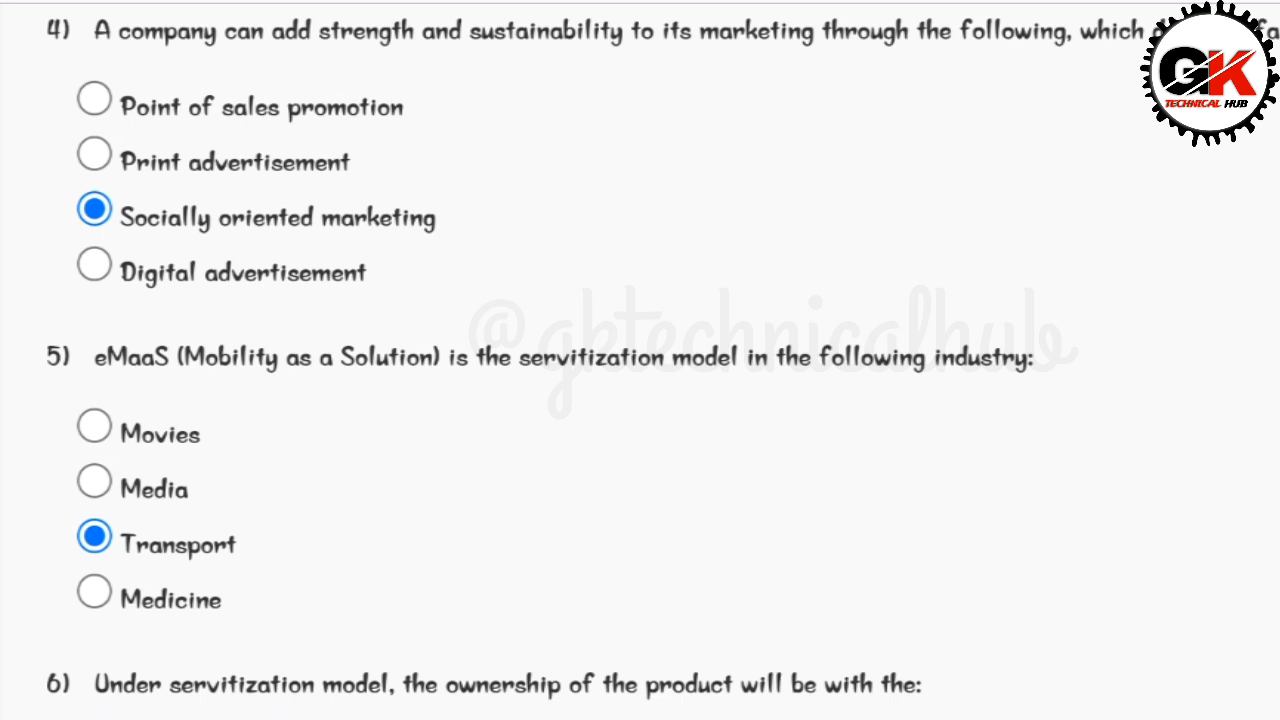 4) A company can add strength and sustainability to its marketing through the following, which
GK
TECHNICAL HUB
Point of sales promotion
Print advertisement
Socially oriented marketing
Digital advertisement
@gktechnicalhub
5) eMaaS (Mobility as a Solution) is the servitization model in the following industry:
Movies
Media
Transport
Medicine
6) Under servitization model, the ownership of the product will be with the: